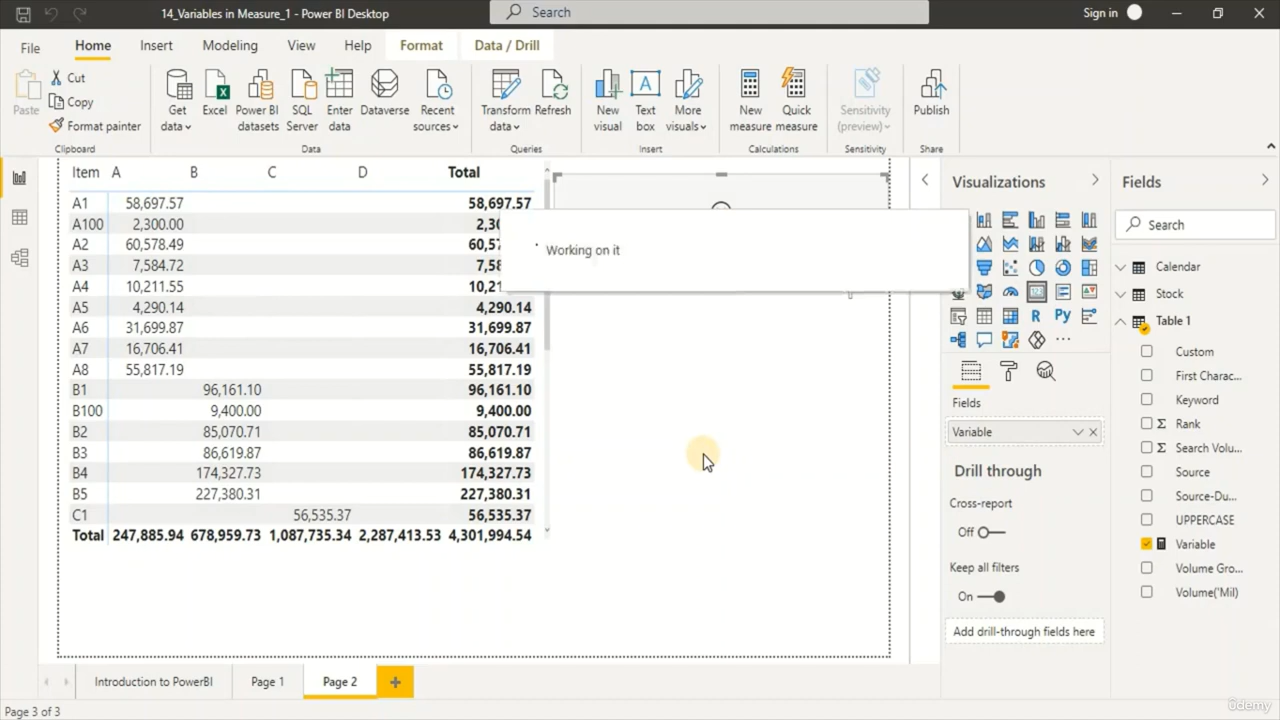 14_Variables in Measure_1 - Power BI Desktop
Search
Sign in
File
Home
Insert
Modeling
View
Help
Format
Data / Drill
Paste
Cut
Copy
Format painter
Get data
Excel
Power BI datasets
SQL Server
Enter data
Dataverse
Recent sources
Transform data
Refresh
New visual
Text box
More visuals
New measure
Quick measure
Sensitivity (preview)
Publish
Clipboard
Data
Queries
Insert
Calculations
Sensitivity
Share
Item A B C D Total
A1 58,697.57 58,697.57
A100 2,300.00 2,30
A2 60,578.49 60,57
A3 7,584.72 7,58
A4 10,211.55 10,21
A5 4,290.14 4,290.14
A6 31,699.87 31,699.87
A7 16,706.41 16,706.41
A8 55,817.19 55,817.19
B1 96,161.10 96,161.10
B100 9,400.00 9,400.00
B2 85,070.71 85,070.71
B3 86,619.87 86,619.87
B4 174,327.73 174,327.73
B5 227,380.31 227,380.31
C1 56,535.37 56,535.37
Total 247,885.94 678,959.73 1,087,735.34 2,287,413.53 4,301,994.54
Working on it
Visualizations
R
Py
Fields
Variable
Drill through
Cross-report
Off
Keep all filters
On
Add drill-through fields here
Fields
Search
Calendar
Stock
Table 1
Custom
First Charac...
Keyword
Rank
Search Volu...
Source
Source-Du...
UPPERCASE
Variable
Volume Gro...
Volume('Mil)
Introduction to PowerBI
Page 1
Page 2
Page 3 of 3
ûdemy